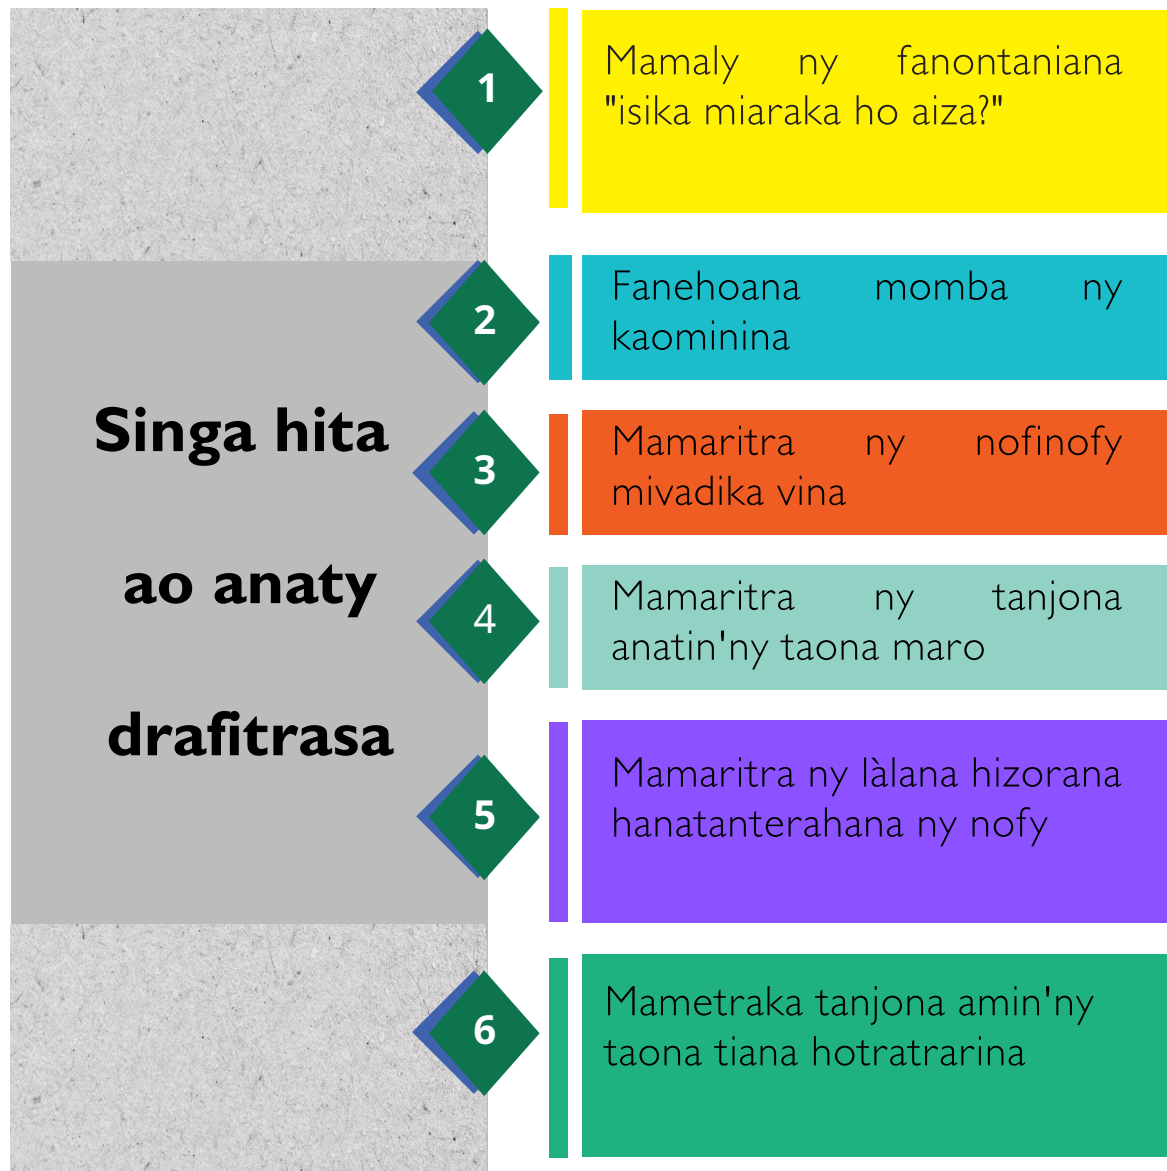 Singa hita
ao anaty
drafitrasa
1
Mamaly ny fanontaniana
"isika miaraka ho aiza?"
2
Fanehoana momba ny
kaominina
3
Mamaritra ny nofinofy
mivadika vina
4
Mamaritra ny tanjona
anatin'ny taona maro
5
Mamaritra ny làlana hizorana
hanatanterahana ny nofy
6
Mametraka tanjona amin'ny
taona tiana hotratrarina